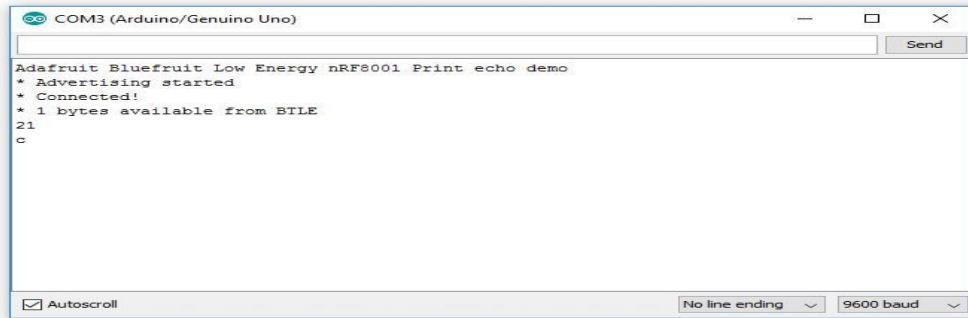 COM3 (Arduino/Genuino Uno)
Send
Adafruit Bluefruit Low Energy nRF8001 Print echo demo
* Advertising started
* Connected!
* 1 bytes available from BTLE
21
c
Autoscroll
No line ending
9600 baud